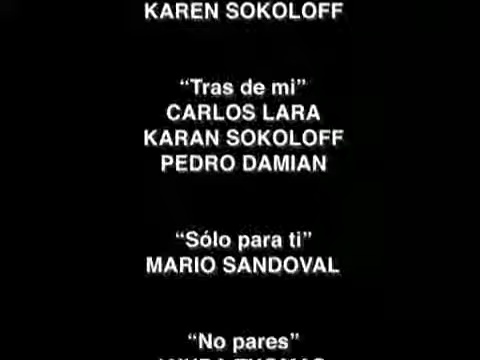 KAREN SOKOLOFF
“Tras de mi”
CARLOS LARA
KARAN SOKOLOFF
PEDRO DAMIAN
“Sólo para ti”
MARIO SANDOVAL
“No pares”